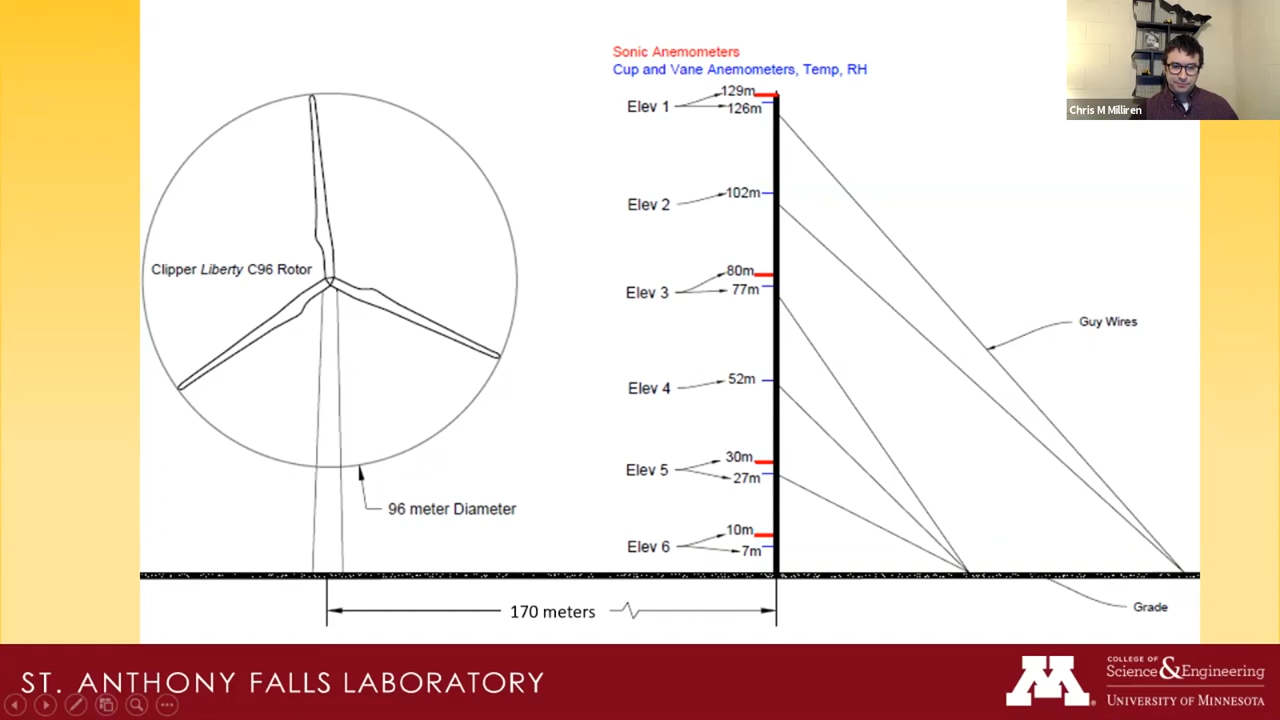 Sonic Anemometers
Cup and Vane Anemometers, Temp, RH
Chris M Milliren
Elev 1
129m
126m
Elev 2
102m
Clipper Liberty C96 Rotor
Elev 3
80m
77m
Guy Wires
Elev 4
52m
Elev 5
30m
27m
96 meter Diameter
Elev 6
10m
7m
170 meters
Grade
ST. ANTHONY FALLS LABORATORY
M
COLLEGE OF
Science & Engineering
UNIVERSITY OF MINNESOTA